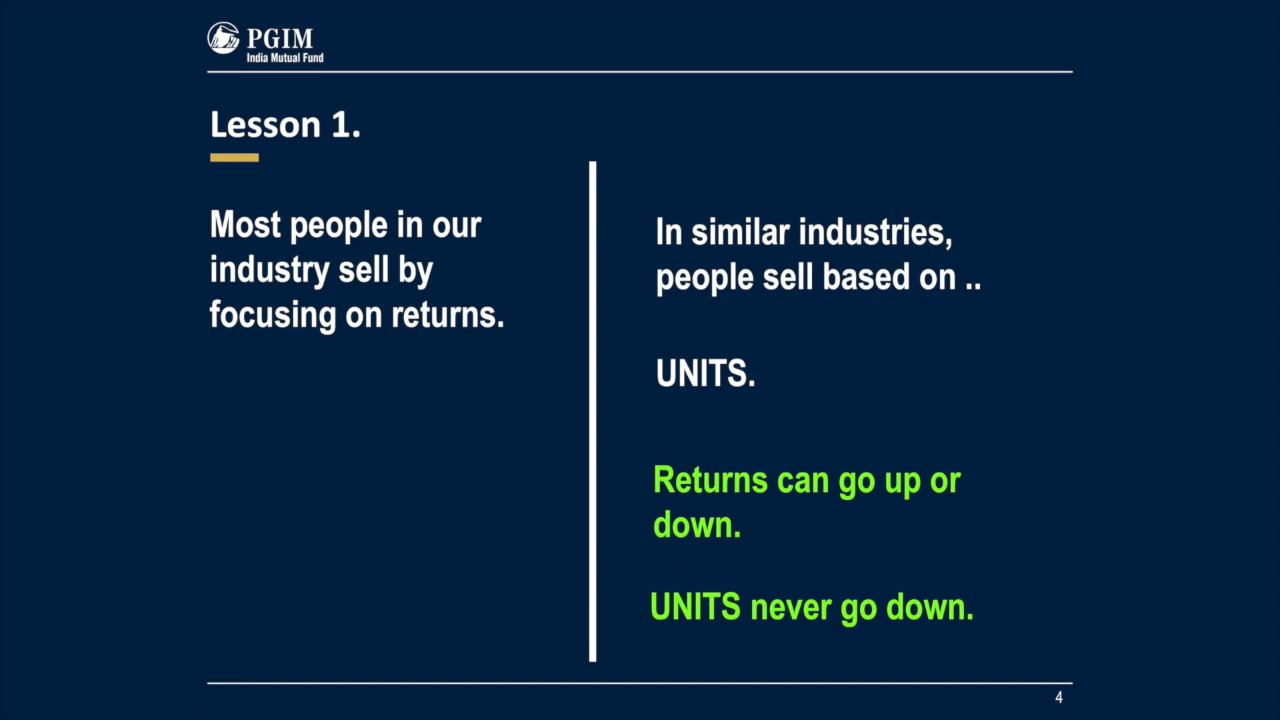 PGIM
India Mutual Fund
Lesson 1.
Most people in our
industry sell by
focusing on returns.
In similar industries,
people sell based on ..
UNITS.
Returns can go up or
down.
UNITS never go down.
4